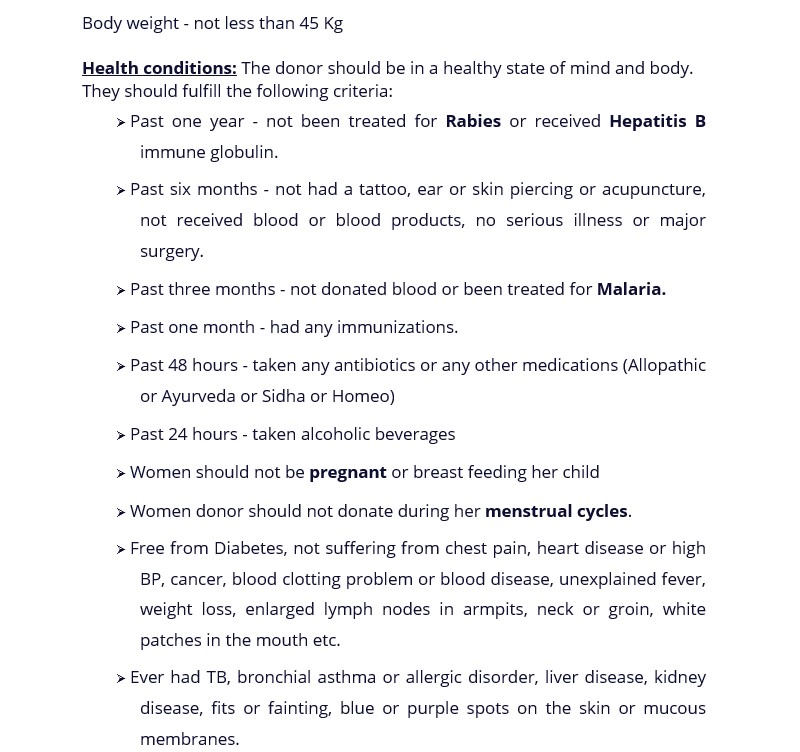 Body weight - not less than 45 Kg
Health conditions: The donor should be in a healthy state of mind and body.
They should fulfill the following criteria:
➢ Past one year - not been treated for Rabies or received Hepatitis B
immune globulin.
➢ Past six months - not had a tattoo, ear or skin piercing or acupuncture,
not received blood or blood products, no serious illness or major
surgery.
➢ Past three months - not donated blood or been treated for Malaria.
➢ Past one month - had any immunizations.
➢ Past 48 hours - taken any antibiotics or any other medications (Allopathic
or Ayurveda or Sidha or Homeo)
➢ Past 24 hours - taken alcoholic beverages
➢ Women should not be pregnant or breast feeding her child
➢ Women donor should not donate during her menstrual cycles.
➢ Free from Diabetes, not suffering from chest pain, heart disease or high
BP, cancer, blood clotting problem or blood disease, unexplained fever,
weight loss, enlarged lymph nodes in armpits, neck or groin, white
patches in the mouth etc.
➢ Ever had TB, bronchial asthma or allergic disorder, liver disease, kidney
disease, fits or fainting, blue or purple spots on the skin or mucous
membranes.